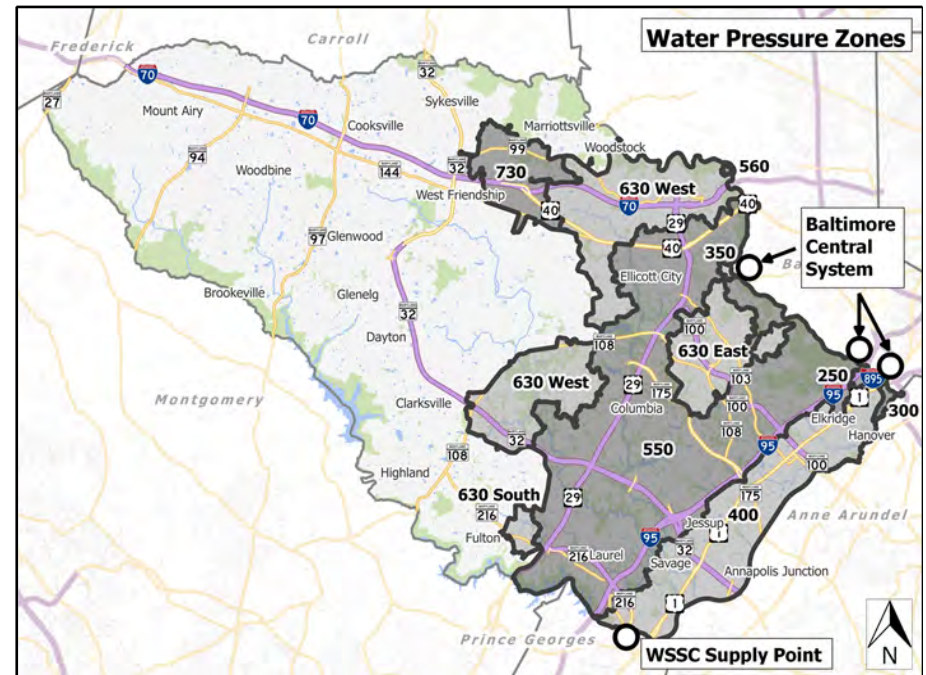 Water Pressure Zones
Frederick
Carroll
70
32
27
Mount Airy
Sykesville
70
Cooksville
Marriottsville
99
Woodstock
94
Woodbine
144
32
730
560
West Friendship
630 West
70
40
40
29
Baltimore
Central
System
97
Glenwood
40
350
Ba
Ellicott City
Brookeville
Glenelg
32
100
Dayton
108
630 East
630 West
250
895
29
175
103
95
1
300
Montgomery
Clarksville
Columbia
100
Elkridge
Hanover
32
108
108
95
550
100
Highland
630 South
175
216
29
400
Anne Arundel
Jessup
1
Fulton
95
32
216
Laurel
Savage
Annapolis Junction
216
1
Prince Georges
WSSC Supply Point
N